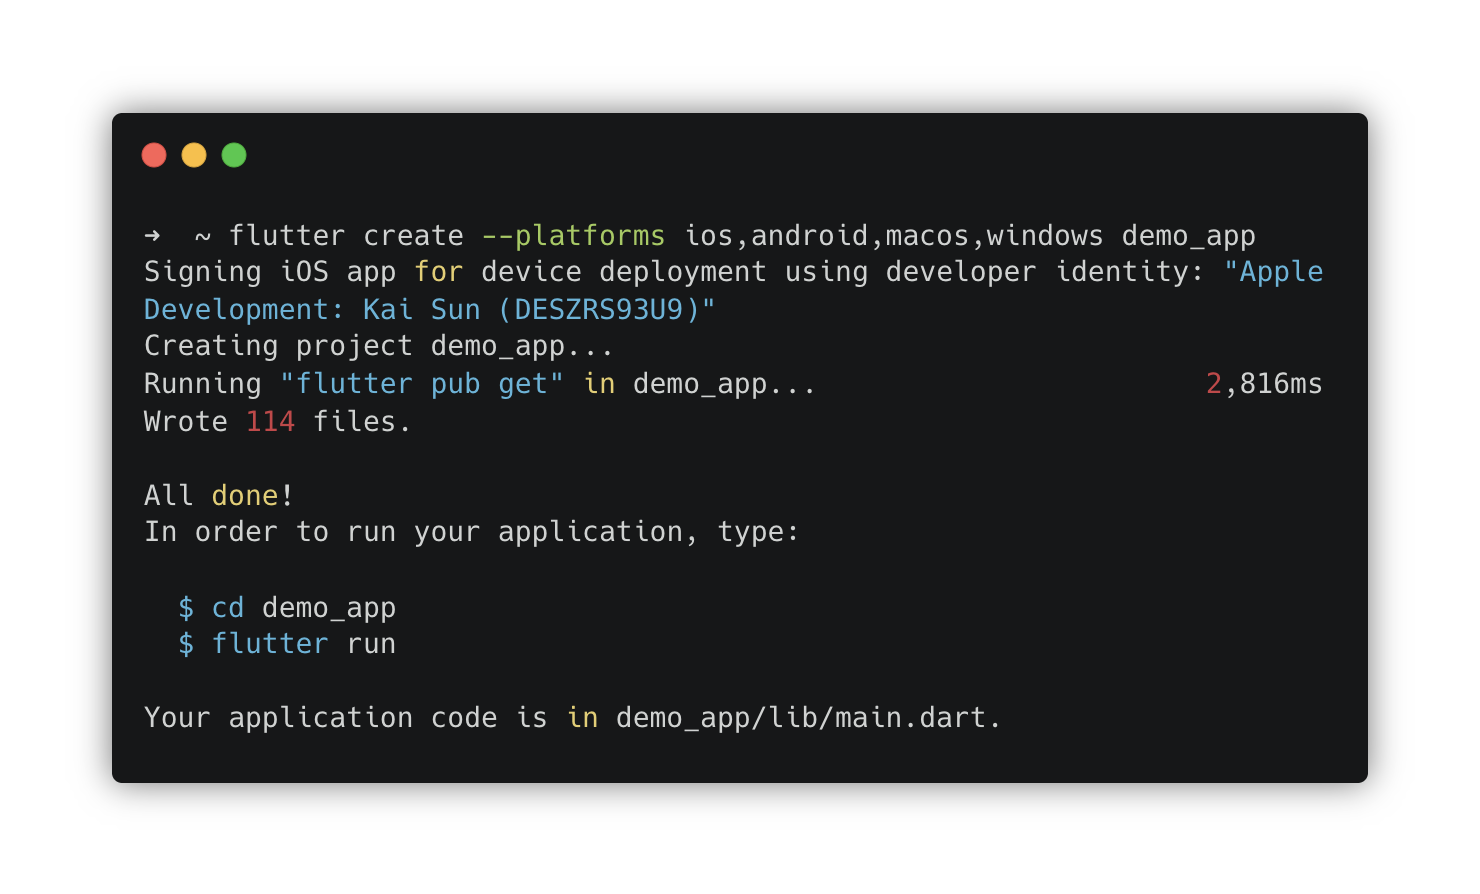 ➜  ~ flutter create --platforms ios,android,macos,windows demo_app
Signing iOS app for device deployment using developer identity: "Apple
Development: Kai Sun (DESZRS93U9)"
Creating project demo_app...
Running "flutter pub get" in demo_app...                       2,816ms
Wrote 114 files.

All done!
In order to run your application, type:

  $ cd demo_app
  $ flutter run

Your application code is in demo_app/lib/main.dart.